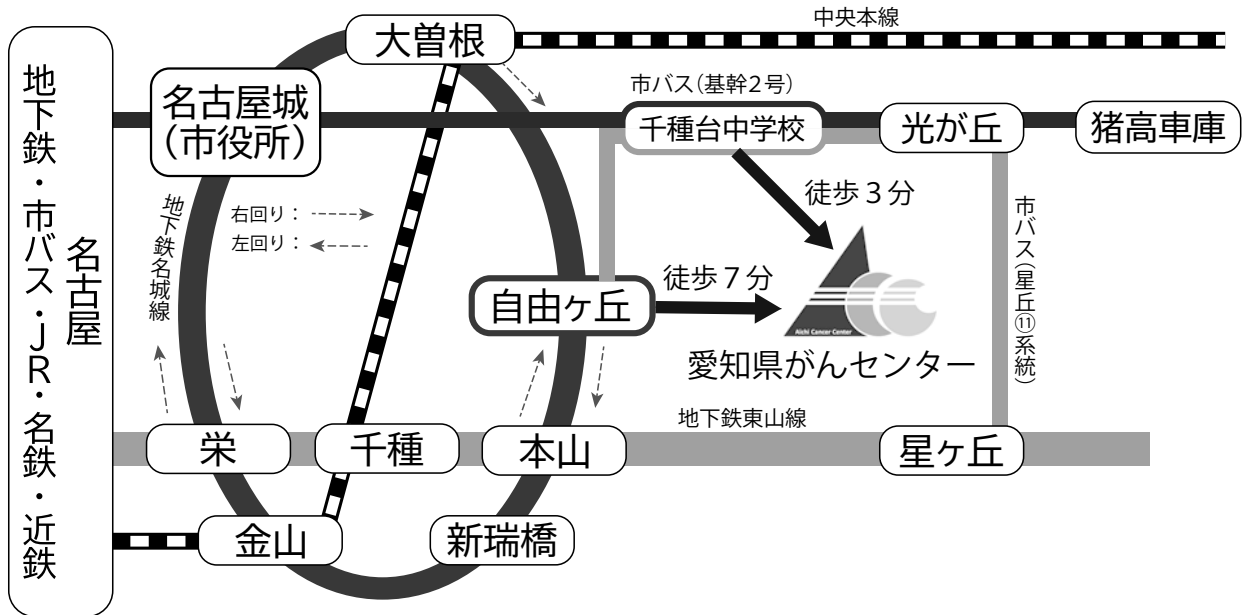 地下鉄・市バス・JR・名鉄・近鉄
名古屋
中央本線
大曽根
名古屋城
(市役所)
市バス(基幹2号)
千種台中学校
光が丘
猪高車庫
徒歩3分
地下鉄名城線
右回り:
左回り:
自由ヶ丘
徒歩7分
Aichi Cancer Center
愛知県がんセンター
市バス(星丘⑪系統)
地下鉄東山線
栄
千種
本山
星ヶ丘
金山
新瑞橋